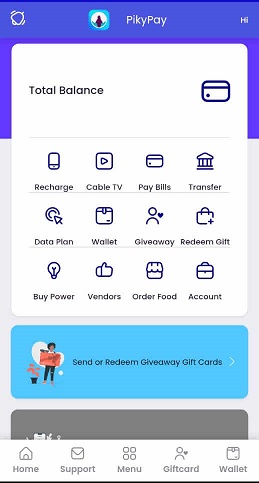 PikyPay
Hi
Total Balance
Recharge
Cable TV
Pay Bills
Transfer
Data Plan
Wallet
Giveaway
Redeem Gift
Buy Power
Vendors
Order Food
Account
Send or Redeem Giveaway Gift Cards
Home
Support
Menu
Giftcard
Wallet